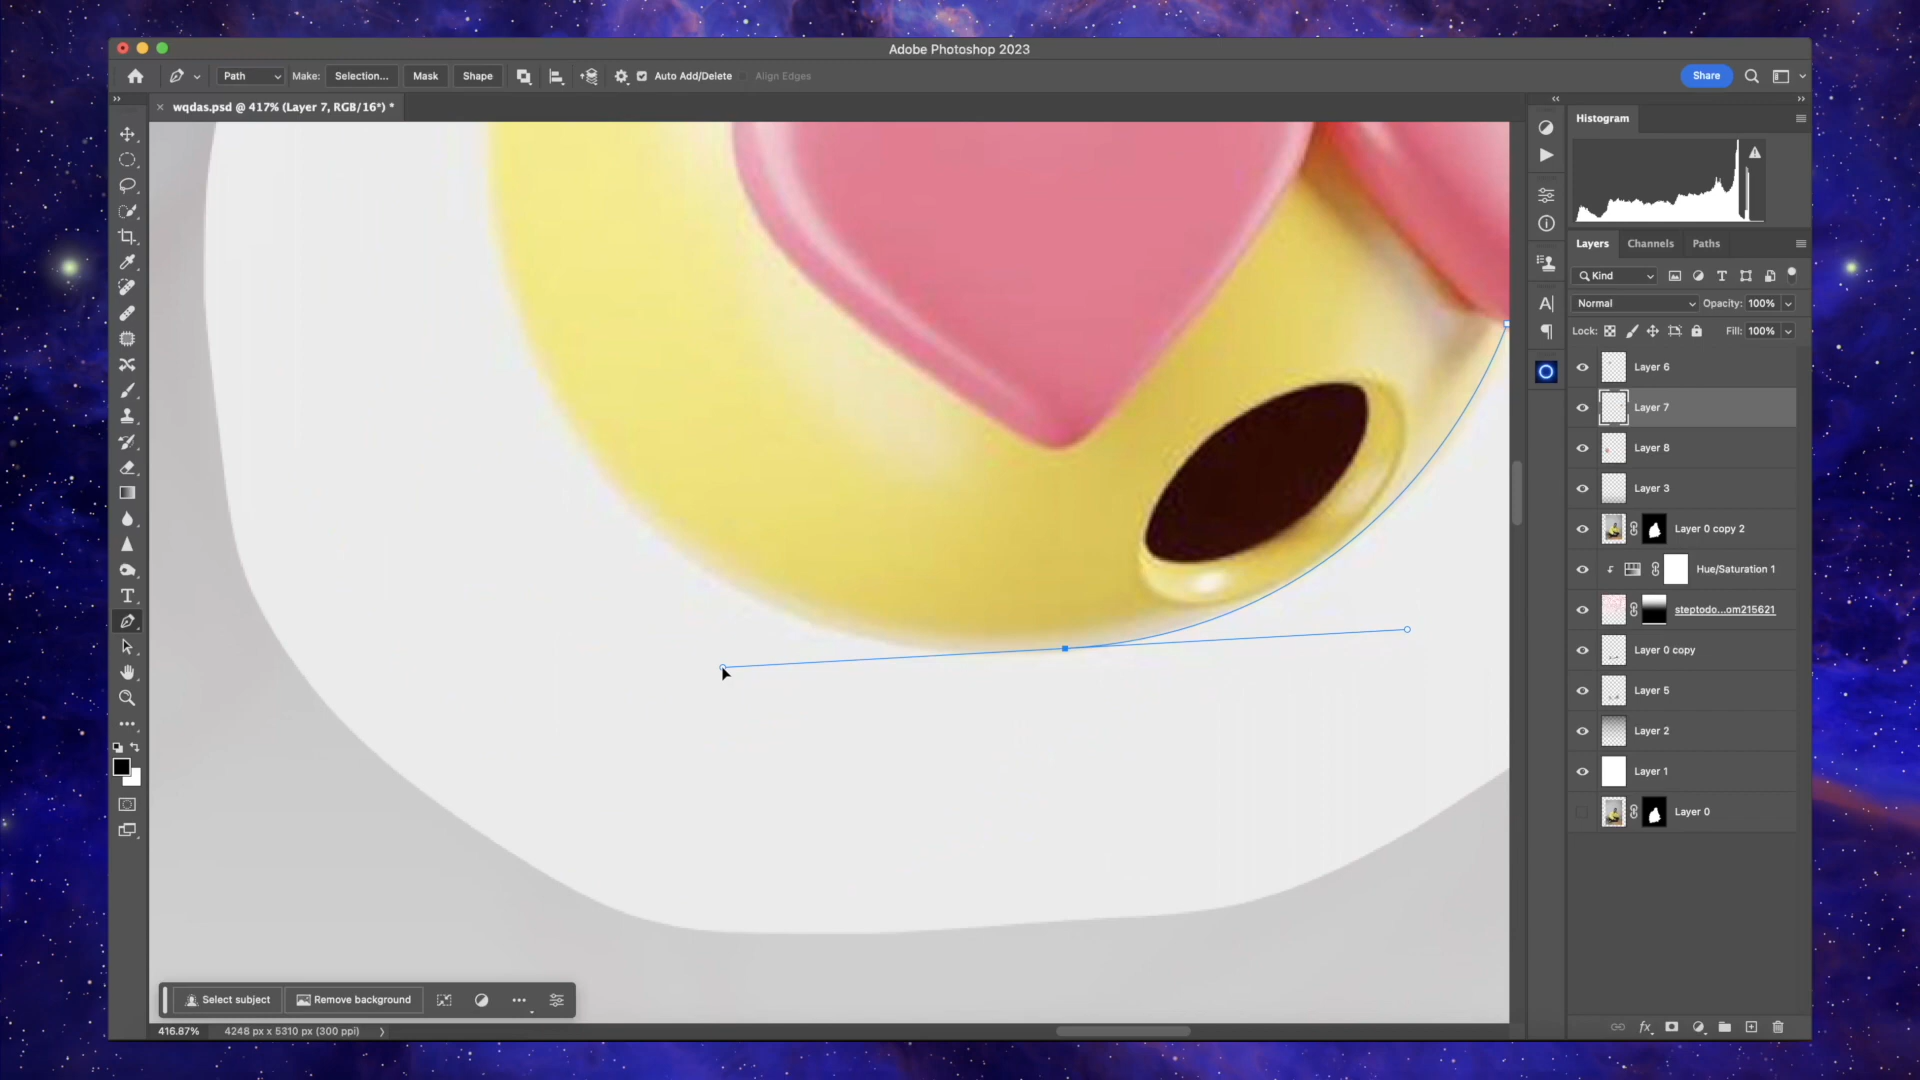 Adobe Photoshop 2023
Path
Make:
Selection...
Mask
Shape
Auto Add/Delete
Align Edges
Share
wqdas.psd @ 417% (Layer 7, RGB/16*) *
Histogram
Layers
Channels
Paths
Kind
Normal
Opacity: 100%
Lock:
Fill: 100%
Layer 6
Layer 7
Layer 8
Layer 3
Layer 0 copy 2
Hue/Saturation 1
steptodo...om215621
Layer 0 copy
Layer 5
Layer 2
Layer 1
Layer 0
Select subject
Remove background
416.87%
4248 px x 5310 px (300 ppi)